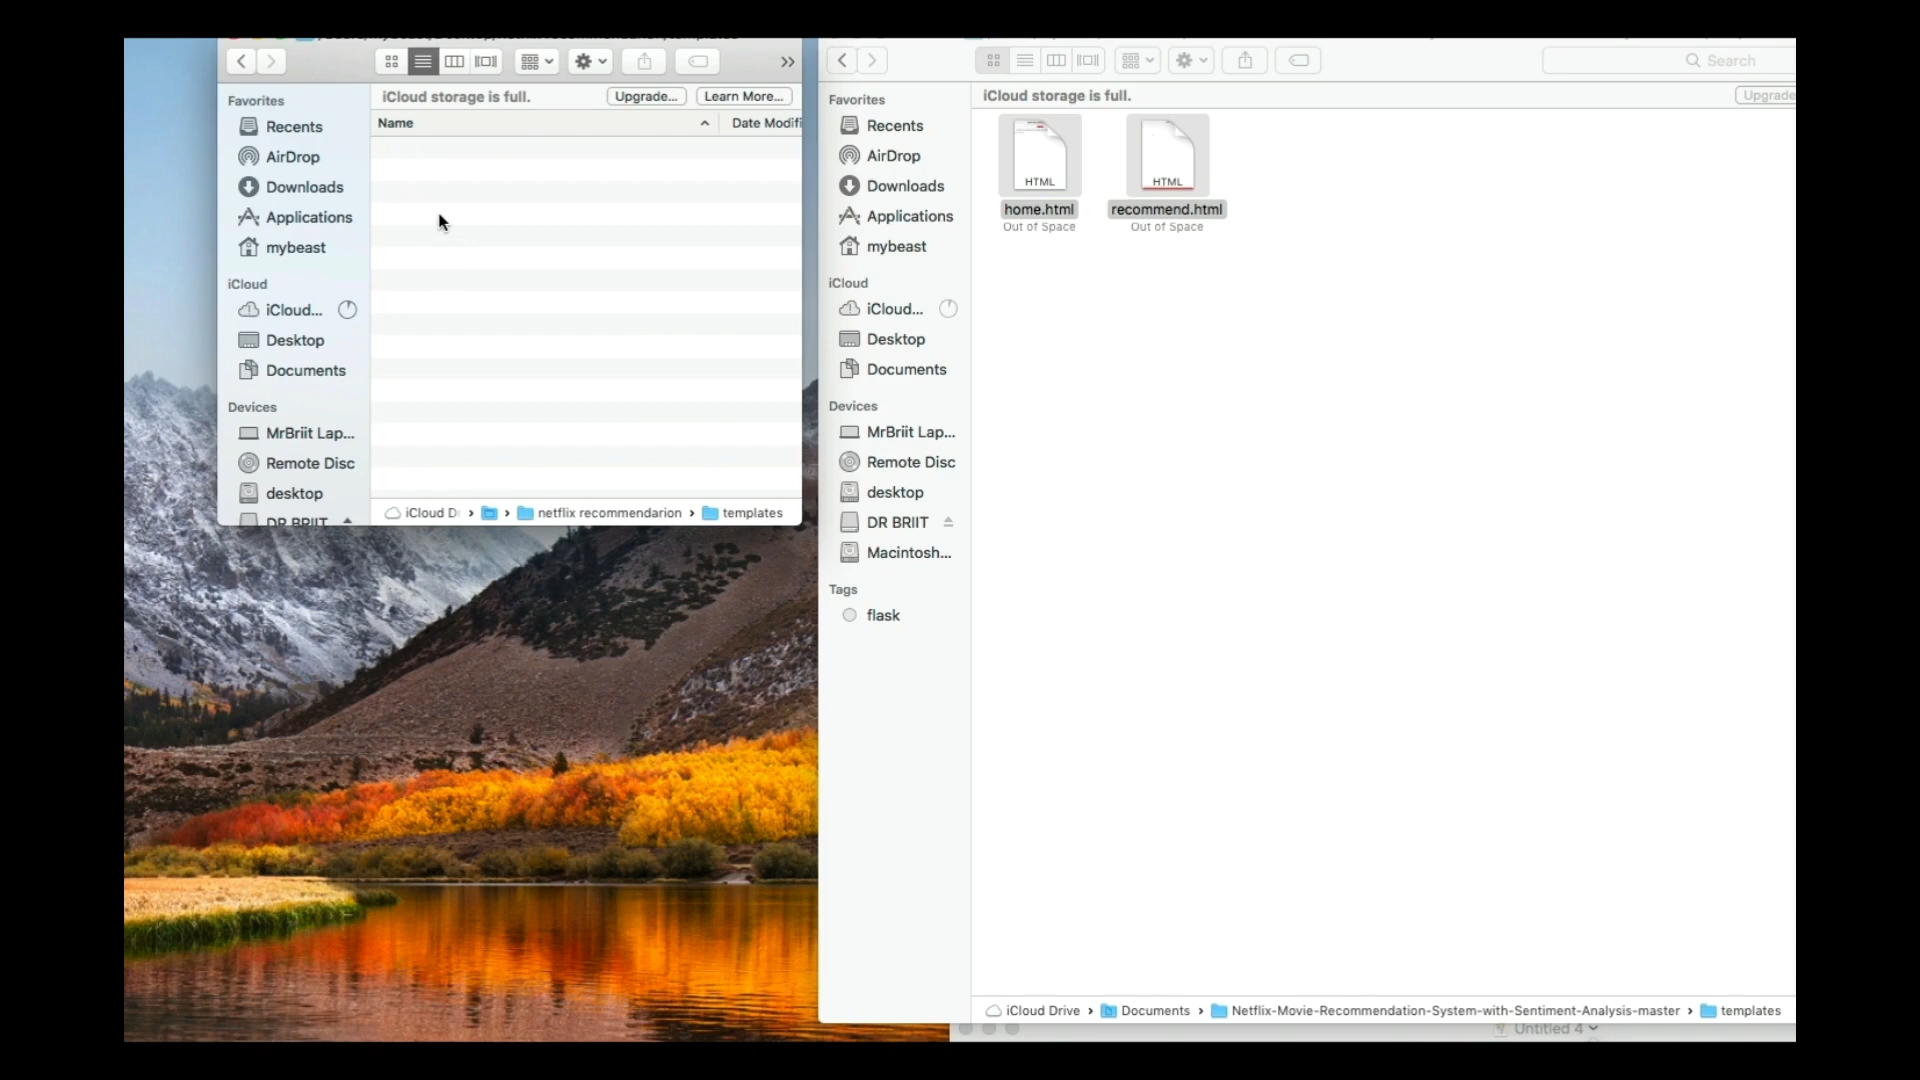 iCloud storage is full.
Upgrade...
Learn More...
Name
Date Modifi
Favorites
Recents
AirDrop
Downloads
Applications
mybeast
iCloud
iCloud...
Desktop
Documents
Devices
MrBriit Lap...
Remote Disc
desktop
DR BRIIT
iCloud D
netflix recommendarion
templates
Search
iCloud storage is full.
Upgrade
Favorites
Recents
AirDrop
Downloads
Applications
mybeast
iCloud
iCloud...
Desktop
Documents
Devices
MrBriit Lap...
Remote Disc
desktop
DR BRIIT
Macintosh...
Tags
flask
HTML
home.html
Out of Space
HTML
recommend.html
Out of Space
iCloud Drive › Documents › Netflix-Movie-Recommendation-System-with-Sentiment-Analysis-master › templates
Untitled 4